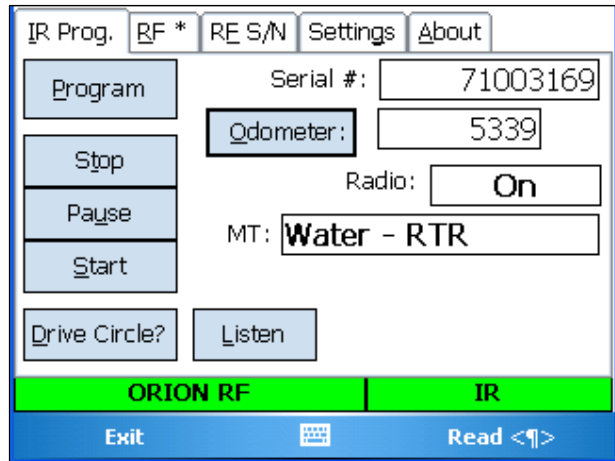 IR Prog. RF * RF S/N Settings About
Program Serial #: 71003169
Odometer: 5339
Stop Radio: On
Pause MT: Water - RTR
Start
Drive Circle? Listen
ORION RF IR
Exit Read <¶>